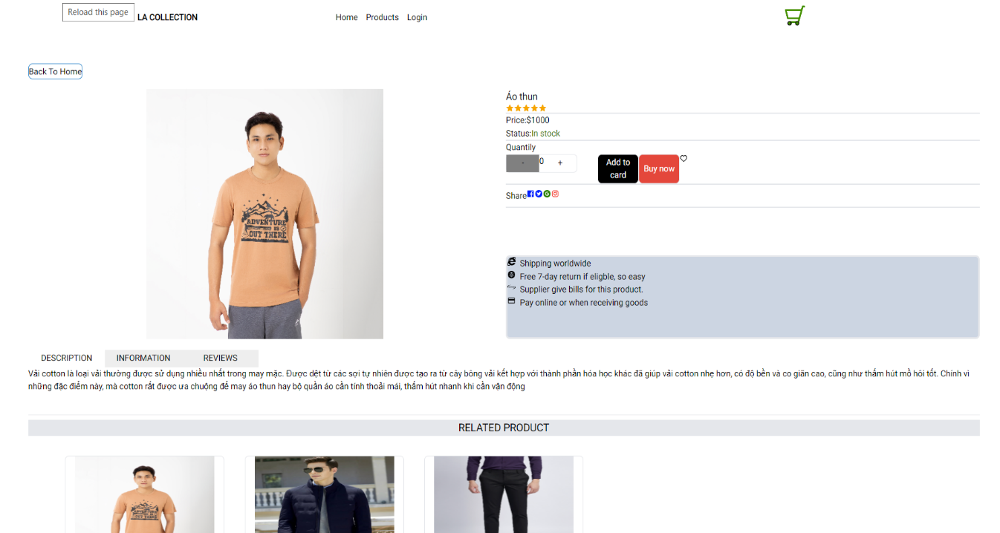 Reload this page
LA COLLECTION
Home Products Login
Back To Home
Áo thun
Price:$1000
Status:In stock
Quantily
- 0 +
Add to
card
Buy now
Share
Shipping worldwide
Free 7-day return if eligble, so easy
Supplier give bills for this product.
Pay online or when receiving goods
ADVENTURE
IS
OUT THERE
DESCRIPTION INFORMATION REVIEWS
Vải cotton là loại vải thường được sử dụng nhiều nhất trong may mặc. Được dệt từ các sợi tự nhiên được tạo ra từ cây bông vải kết hợp với thành phần hóa học khác đã giúp vải cotton nhẹ hơn, có độ bền và co giãn cao, cũng như thấm hút mồ hôi tốt. Chính vì
những đặc điểm này, mà cotton rất được ưa chuộng để may áo thun hay bộ quần áo cần tính thoải mái, thấm hút nhanh khi cần vận động
RELATED PRODUCT